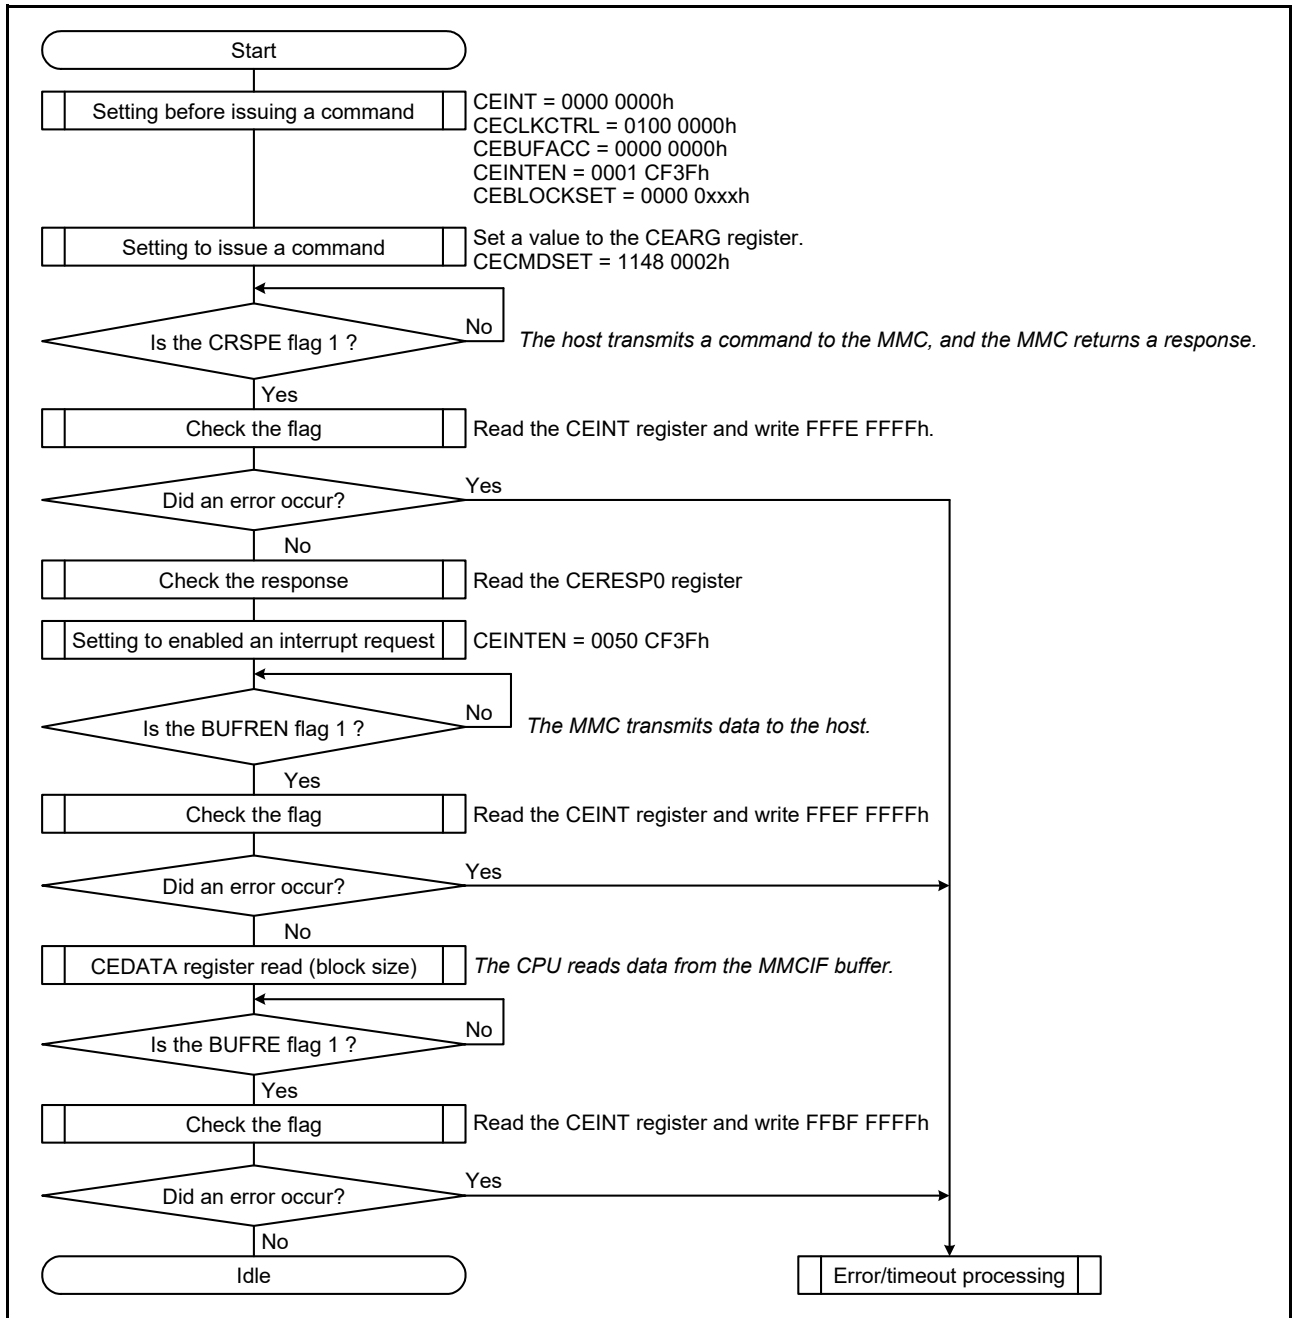 Start
Setting before issuing a command
CEINT = 0000 0000h
CECLKCTRL = 0100 0000h
CEBUFACC = 0000 0000h
CEINTEN = 0001 CF3Fh
CEBLOCKSET = 0000 0xxxh
Setting to issue a command
Set a value to the CEARG register.
CECMDSET = 1148 0002h
Is the CRSPE flag 1 ?
No
The host transmits a command to the MMC, and the MMC returns a response.
Yes
Check the flag
Read the CEINT register and write FFFE FFFFh.
Did an error occur?
Yes
No
Check the response
Read the CERESP0 register
Setting to enabled an interrupt request
CEINTEN = 0050 CF3Fh
Is the BUFREN flag 1 ?
No
The MMC transmits data to the host.
Yes
Check the flag
Read the CEINT register and write FFEF FFFFh
Did an error occur?
Yes
No
CEDATA register read (block size)
The CPU reads data from the MMCIF buffer.
Is the BUFRE flag 1 ?
No
Yes
Check the flag
Read the CEINT register and write FFBF FFFFh
Did an error occur?
Yes
No
Idle
Error/timeout processing